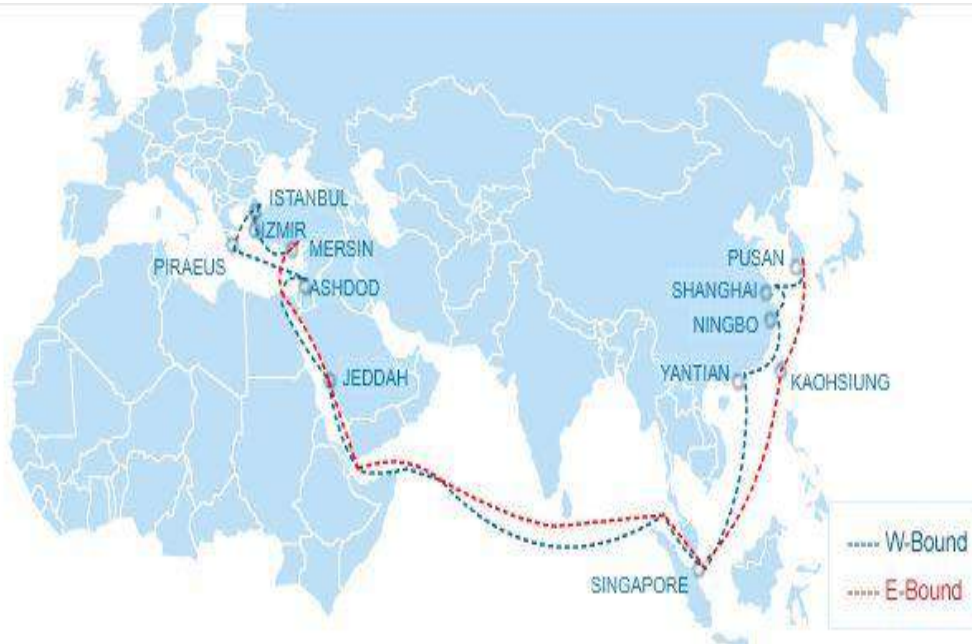 ISTANBUL
IZMIR
MERSIN
PIRAEUS
ASHDOD
PUSAN
SHANGHAI
NINGBO
JEDDAH
YANTIAN
KAOHSIUNG
SINGAPORE
W-Bound
E-Bound